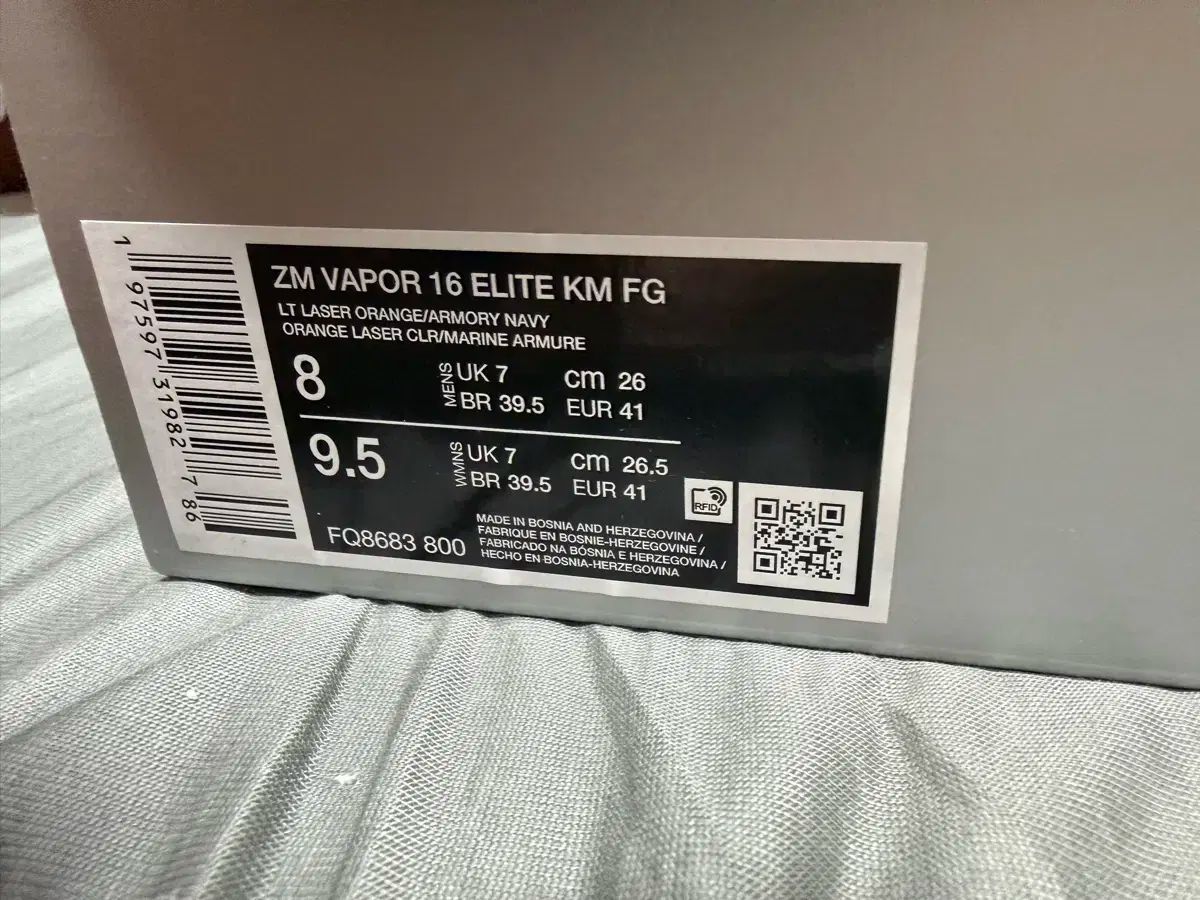 ZM VAPOR 16 ELITE KM FG
LT LASER ORANGE/ARMORY NAVY
ORANGE LASER CLR/MARINE ARMURE
8 MENS UK 7 cm 26
BR 39.5 EUR 41
9.5 WMNS UK 7 cm 26.5
BR 39.5 EUR 41
RFID
FQ8683 800
MADE IN BOSNIA AND HERZEGOVINA /
FABRIQUE EN BOSNIE-HERZEGOVINE /
FABRICADO NA BÓSNIA E HERZEGOVINA /
HECHO EN BOSNIA-HERZEGOVINA
1 97597 31982 7 86